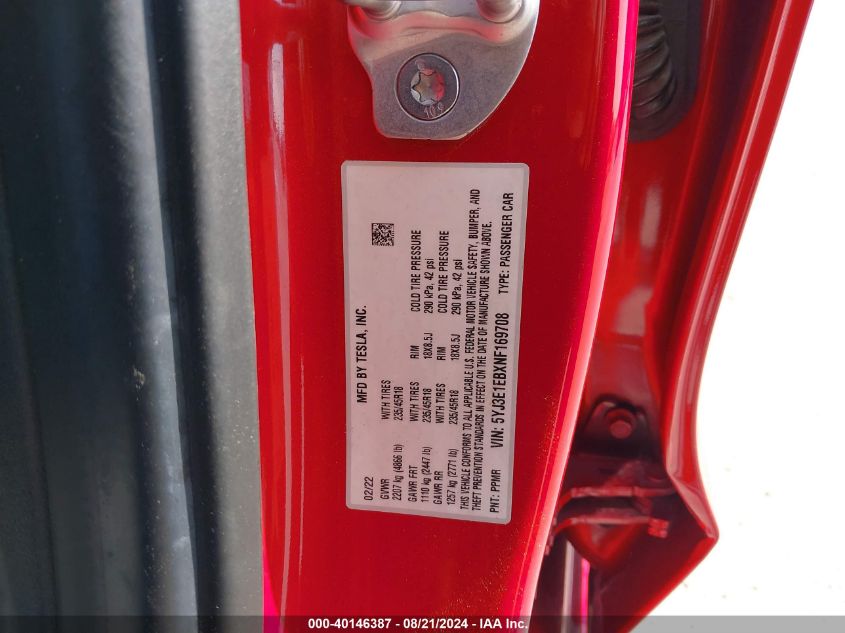 10.9
MFD BY TESLA, INC.
02/22
GVWR WITH TIRES RIM COLD TIRE PRESSURE
2207 kg (4866 lb) 235/45R18 18X8.5J 290 kPa, 42 psi
GAWR FRT WITH TIRES RIM COLD TIRE PRESSURE
1110 kg (2447 lb) 235/45R18 18X8.5J 290 kPa, 42 psi
GAWR RR
1257 kg (2771 lb)
THIS VEHICLE CONFORMS TO ALL APPLICABLE U.S. FEDERAL MOTOR VEHICLE SAFETY, BUMPER, AND
THEFT PREVENTION STANDARDS IN EFFECT ON THE DATE OF MANUFACTURE SHOWN ABOVE.
VIN: 5YJ3E1EBXNF169708
PNT: PPMR TYPE: PASSENGER CAR
000-40146387 - 08/21/2024 - IAA Inc.